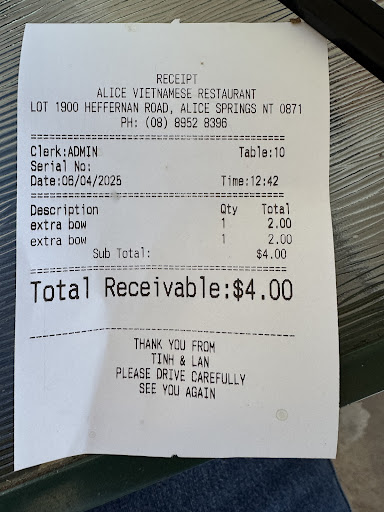 RECEIPT
ALICE VIETNAMESE RESTAURANT
LOT 1900 HEFFERNAN ROAD, ALICE SPRINGS NT 0871
PH: (08) 8952 8396
================================================
Clerk:ADMIN Table:10
Serial No:
Date:06/04/2025 Time:12:42
================================================
Description Qty Total
extra bow 1 2.00
extra bow 1 2.00
Sub Total: $4.00
================================================
Total Receivable:$4.00
------------------------------------------------
THANK YOU FROM
TINH & LAN
PLEASE DRIVE CAREFULLY
SEE YOU AGAIN